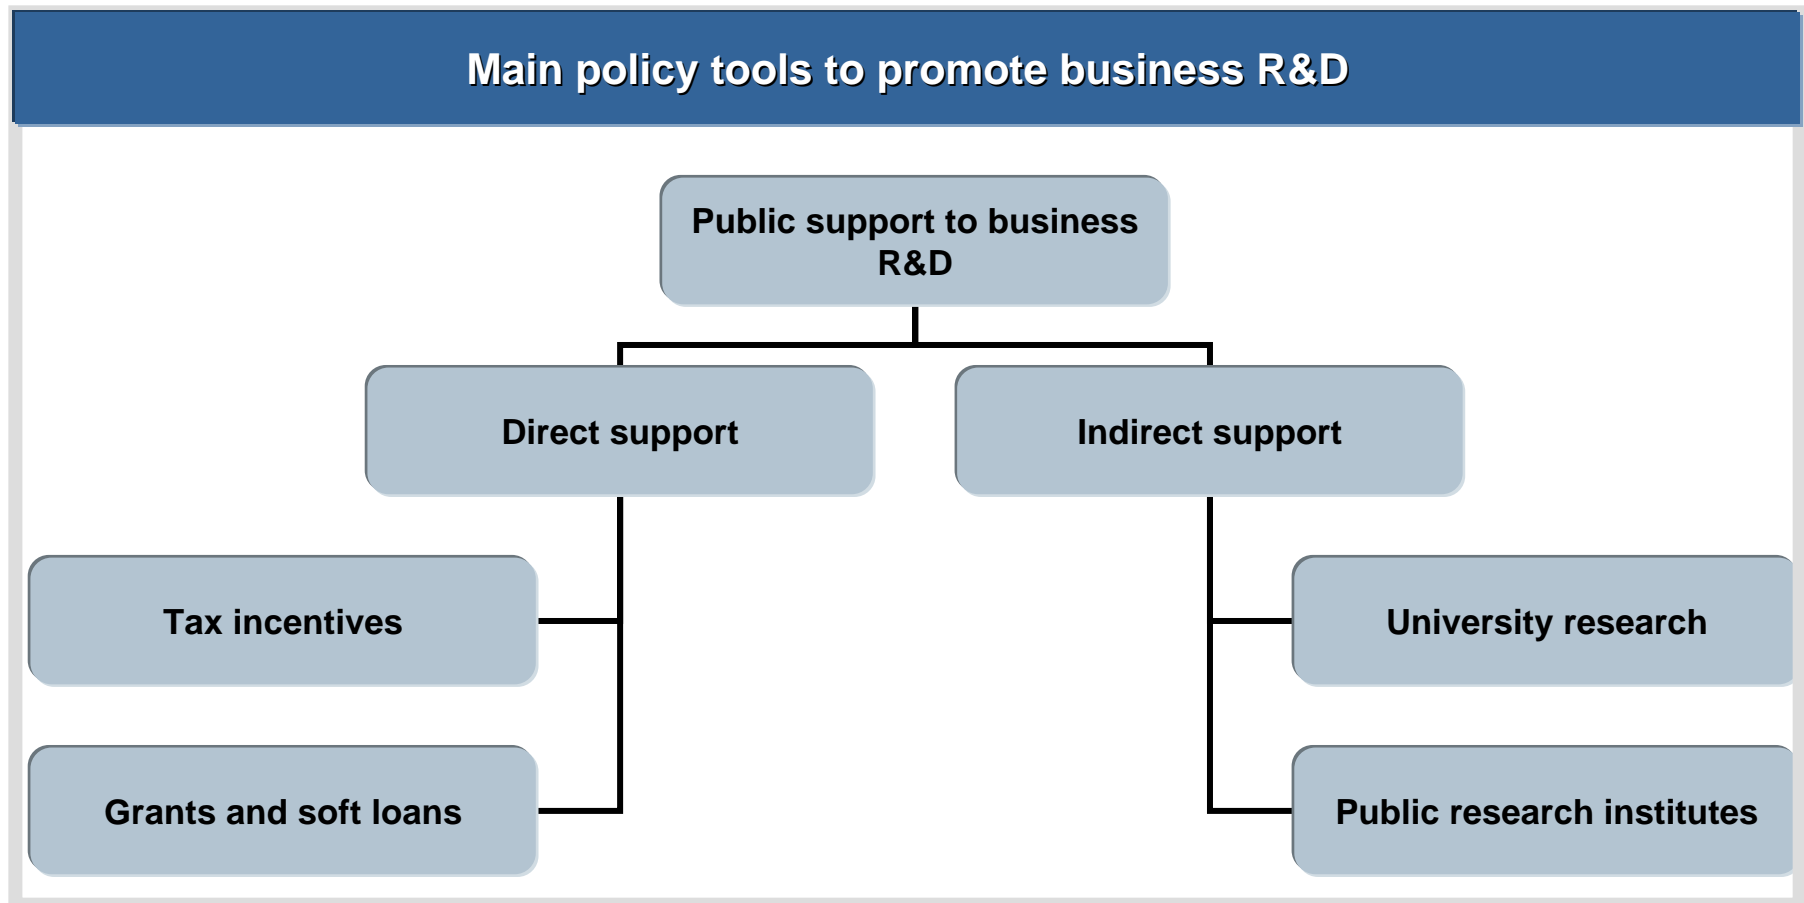 Main policy tools to promote business R&D
Public support to business
R&D
Direct support
Indirect support
Tax incentives
University research
Grants and soft loans
Public research institutes